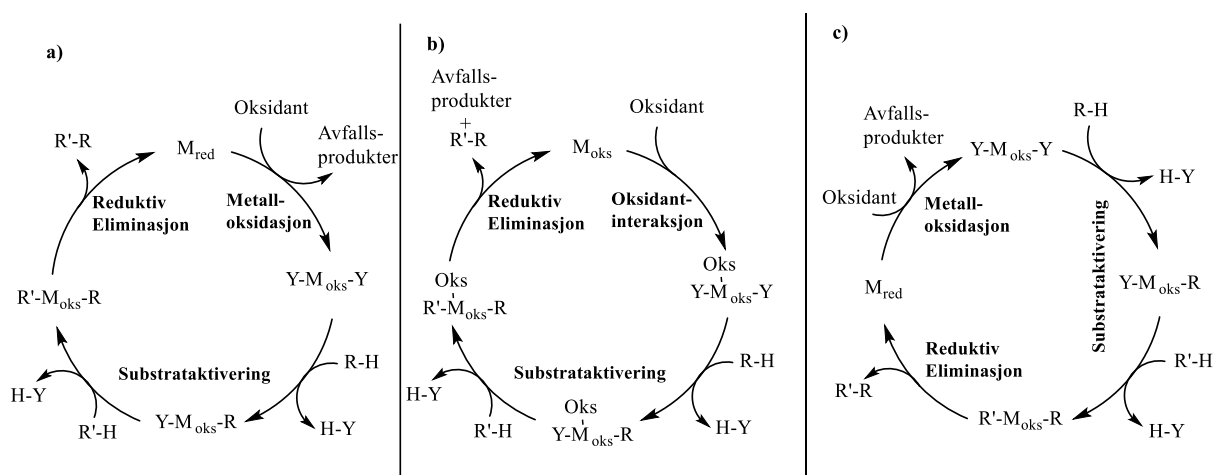 a)
Oksidant
Avfalls-
produkter
R'-R
M_red
Reduktiv
Eliminasjon
Metall-
oksidasjon
Y-M_oks-Y
R'-M_oks-R
Substrataktivering
R-H
H-Y
Y-M_oks-R
H-Y
R'-H
b)
Avfalls-
produkter
+
R'-R
Oksidant
M_oks
Reduktiv
Eliminasjon
Oksidant-
interaksjon
Oks
Y-M_oks-Y
Oks
R'-M_oks-R
Substrataktivering
R-H
H-Y
Oks
Y-M_oks-R
H-Y
R'-H
c)
Avfalls-
produkter
R-H
Y-M_oks-Y
H-Y
Oksidant
Metall-
oksidasjon
Substrataktivering
M_red
Y-M_oks-R
Reduktiv
Eliminasjon
R'-H
R'-R
R'-M_oks-R
H-Y